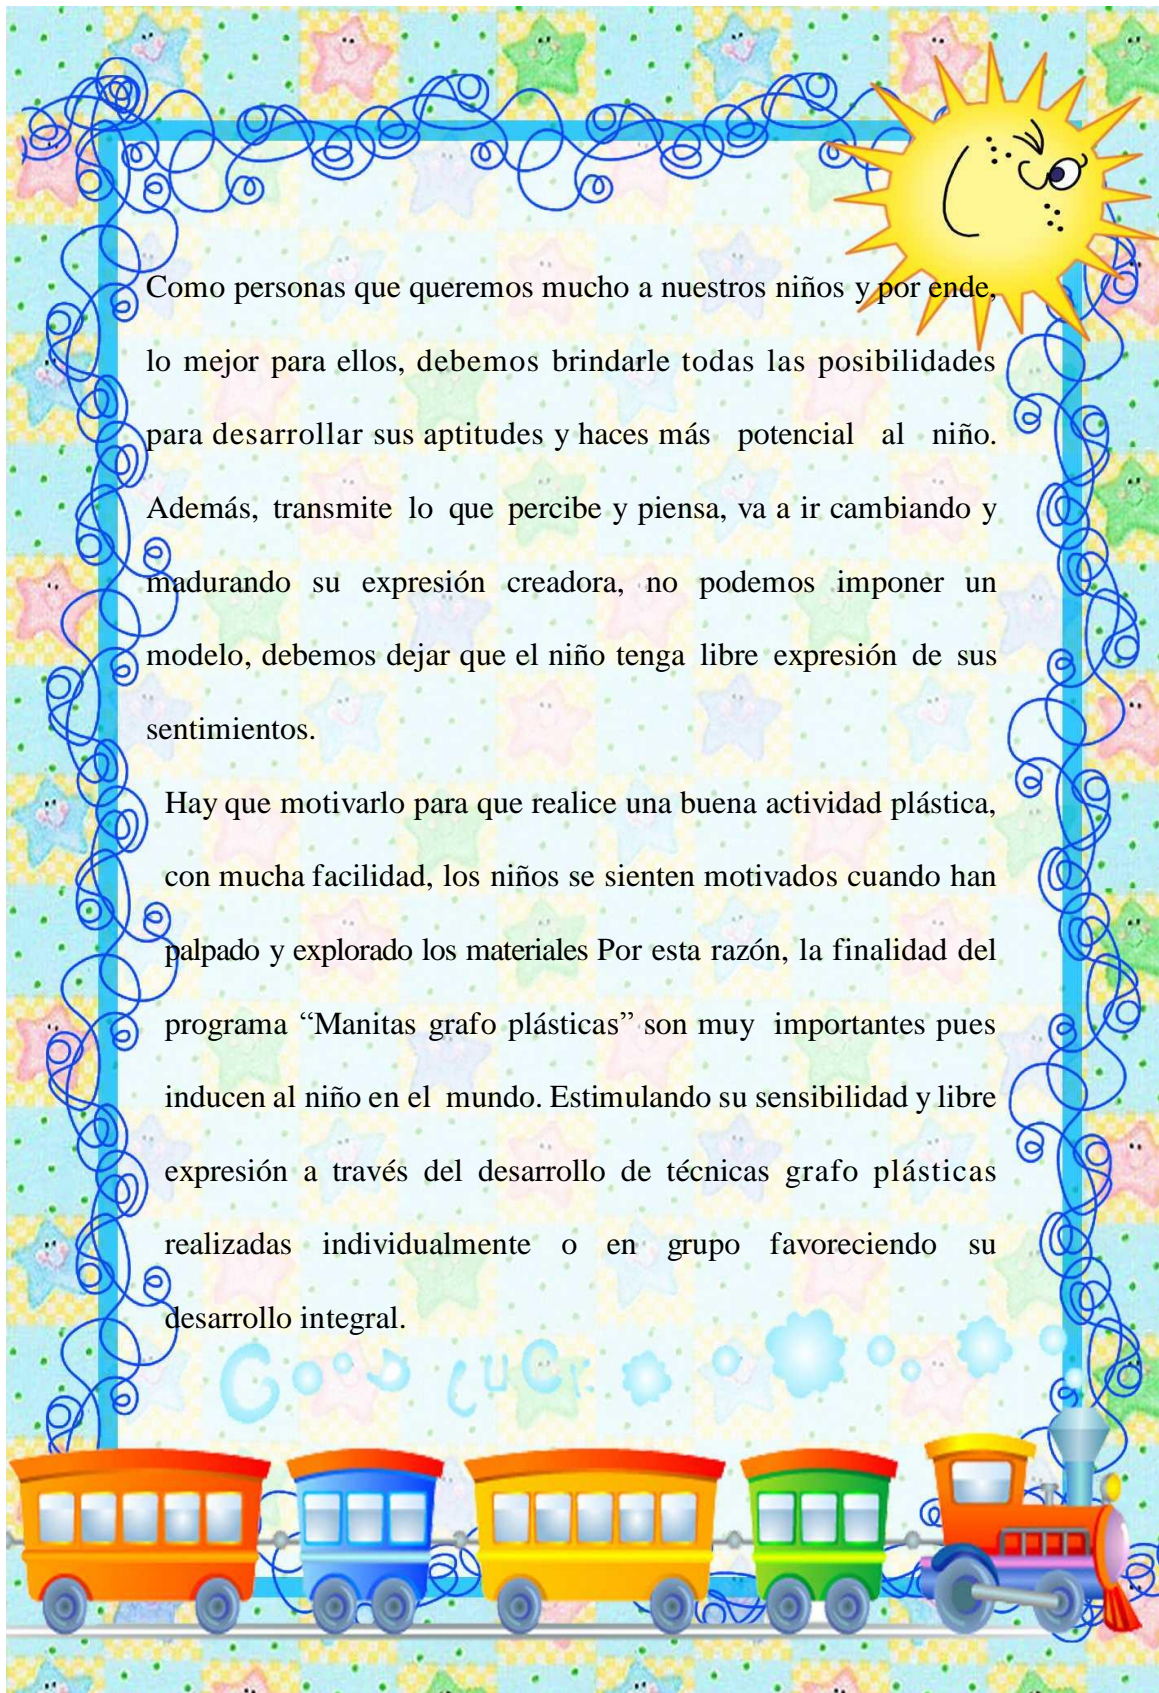 Como personas que queremos mucho a nuestros niños y por ende,
lo mejor para ellos, debemos brindarle todas las posibilidades
para desarrollar sus aptitudes y haces más potencial al niño.
Además, transmite lo que percibe y piensa, va a ir cambiando y
madurando su expresión creadora, no podemos imponer un
modelo, debemos dejar que el niño tenga libre expresión de sus
sentimientos.
Hay que motivarlo para que realice una buena actividad plástica,
con mucha facilidad, los niños se sienten motivados cuando han
palpado y explorado los materiales Por esta razón, la finalidad del
programa “Manitas grafo plásticas” son muy importantes pues
inducen al niño en el mundo. Estimulando su sensibilidad y libre
expresión a través del desarrollo de técnicas grafo plásticas
realizadas individualmente o en grupo favoreciendo su
desarrollo integral.
GOOD LUCK